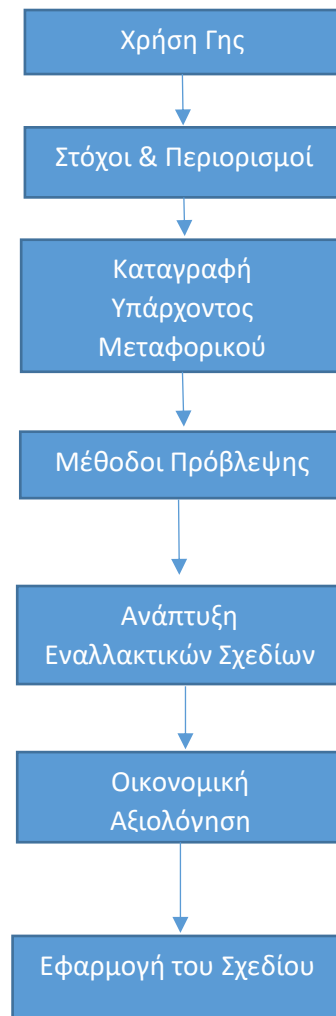 Χρήση Γης
Στόχοι & Περιορισμοί
Καταγραφή
Υπάρχοντος
Μεταφορικού
Μέθοδοι Πρόβλεψης
Ανάπτυξη
Εναλλακτικών Σχεδίων
Οικονομική
Αξιολόγηση
Εφαρμογή του Σχεδίου